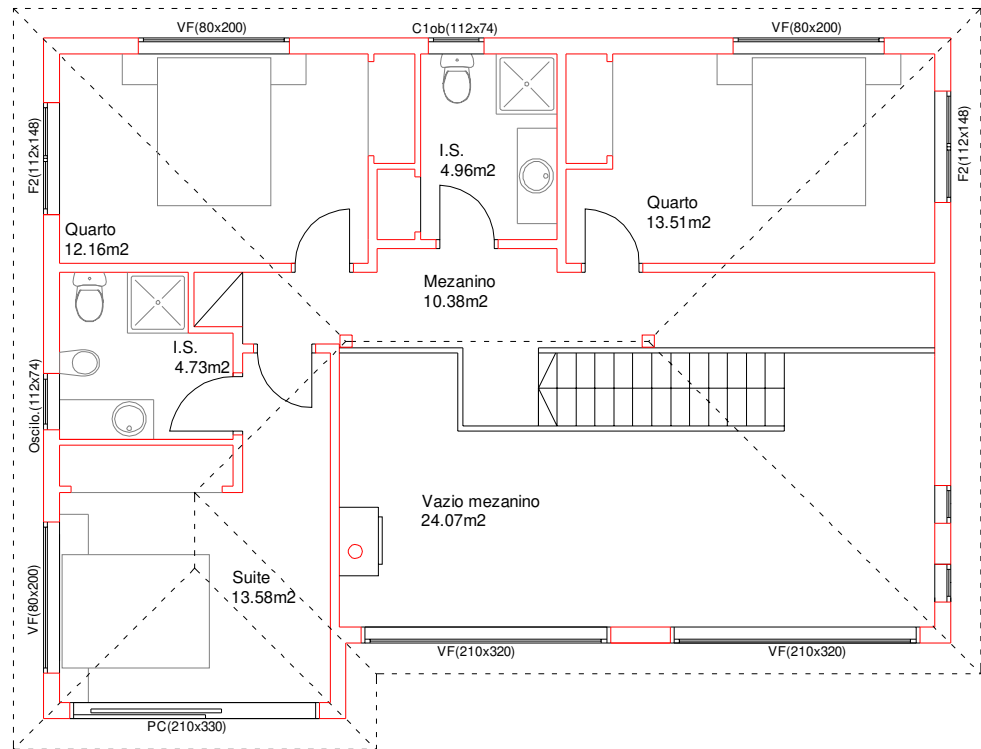 VF(80x200)
C1ob(112x74)
VF(80x200)
F2(112x148)
F2(112x148)
I.S.
4.96m2
Quarto
13.51m2
Quarto
12.16m2
Mezanino
10.38m2
I.S.
4.73m2
Oscilo.(112x74)
Vazio mezanino
24.07m2
Suite
13.58m2
VF(80x200)
VF(210x320)
VF(210x320)
PC(210x330)